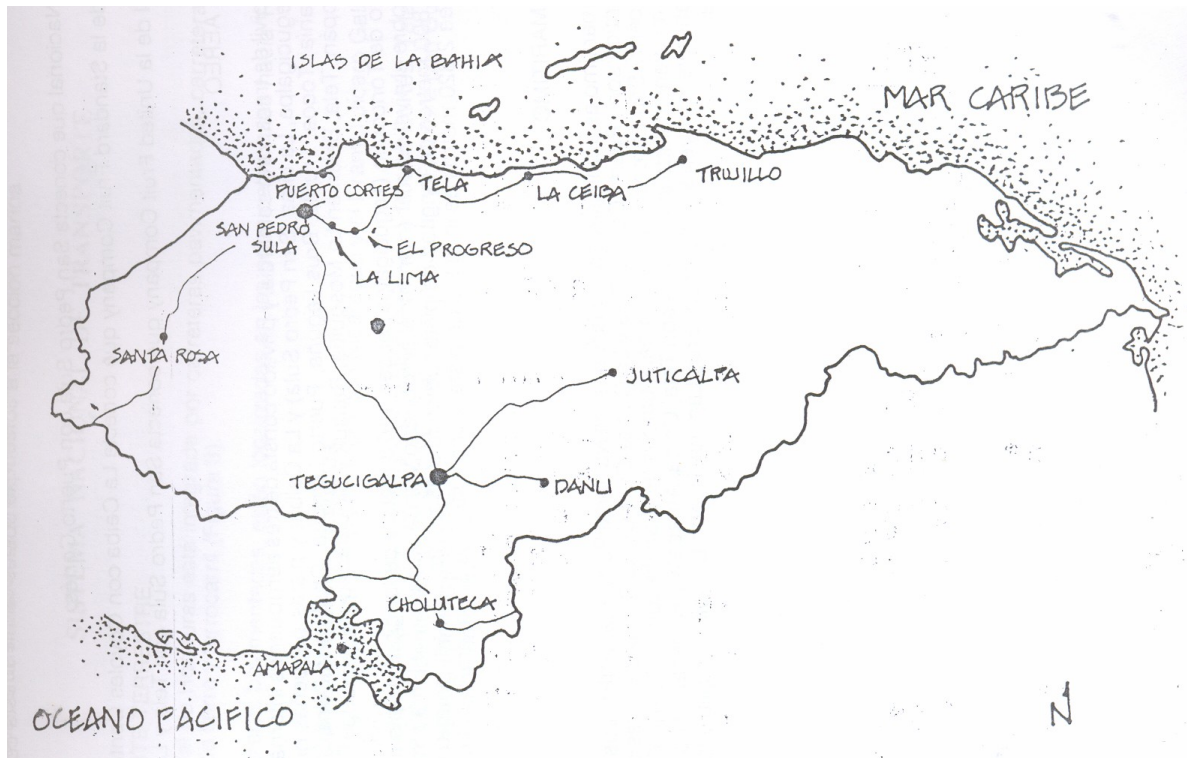 ISLAS DE LA BAHIA
MAR CARIBE
PUERTO CORTES
TELA
LA CEIBA
TRUJILLO
SAN PEDRO
SULA
EL PROGRESO
LA LIMA
SANTA ROSA
JUTICALPA
TEGUCIGALPA
DANLI
CHOLUTECA
AMAPALA
OCEANO PACIFICO
N